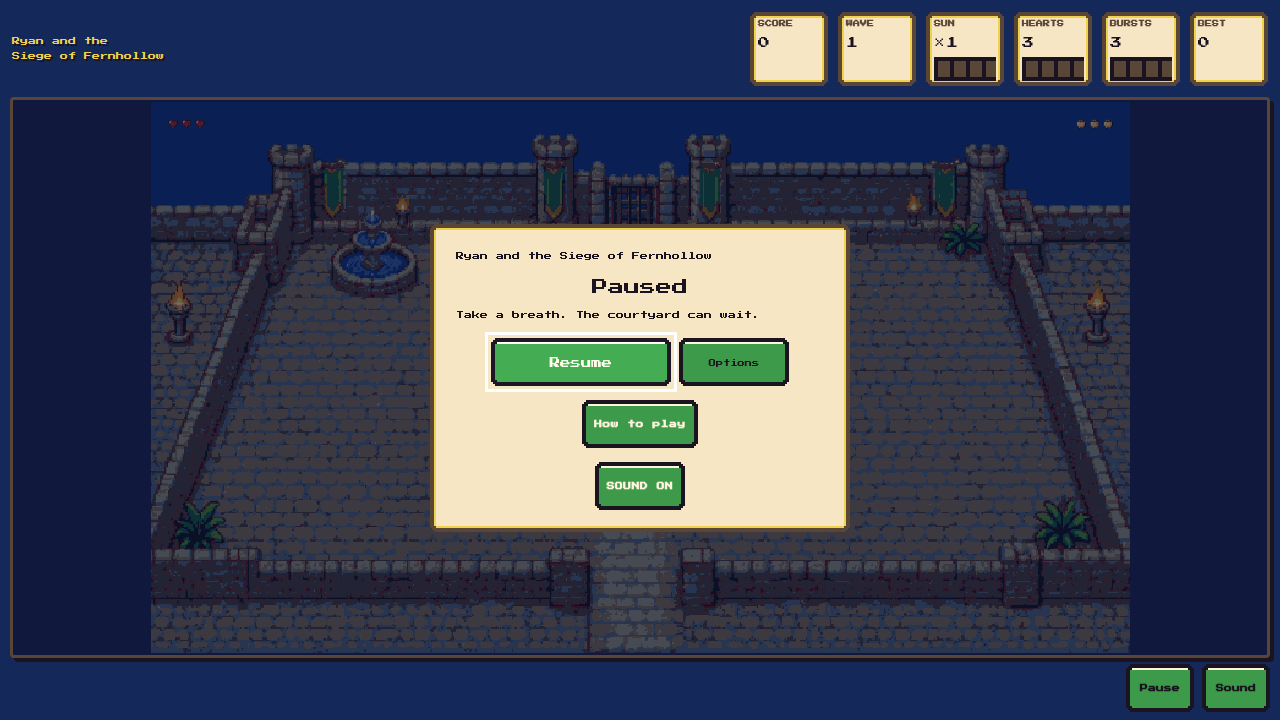 Ryan and the
Siege of Fernhollow
SCORE
0
WAVE
1
SUN
×1
HEARTS
3
BURSTS
3
BEST
0
Ryan and the Siege of Fernhollow
Paused
Take a breath. The courtyard can wait.
Resume
Options
How to play
SOUND ON
Pause
Sound